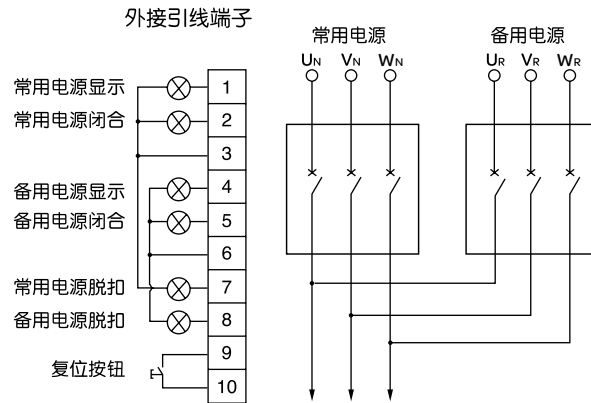 外接引线端子
常用电源
备用电源
UN VN WN
UR VR WR
常用电源显示 1
常用电源闭合 2
3
备用电源显示 4
备用电源闭合 5
6
常用电源脱扣 7
备用电源脱扣 8
9
复位按钮
10